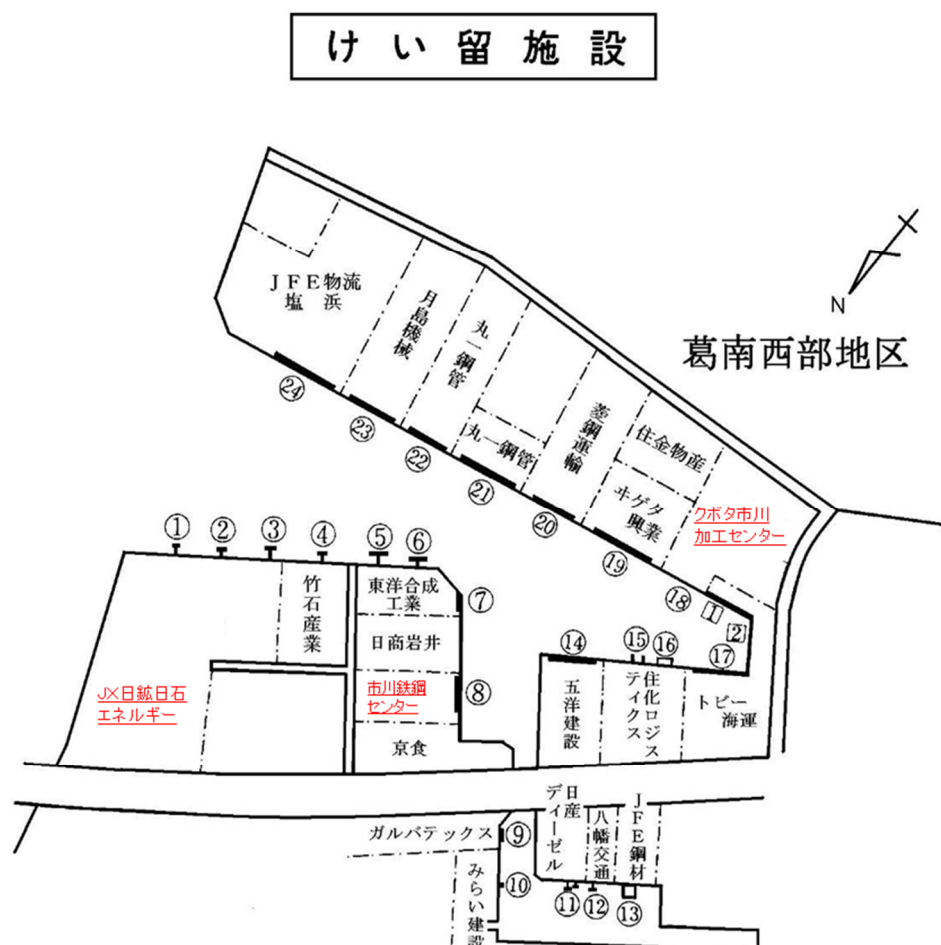 けい留施設
N
葛南西部地区
JFE物流
塩浜
月島機械
丸一鋼管
丸一鋼管
菱鋼運輸
住金物産
ヰゲタ
興業
クボタ市川
加工センター
㉔
㉓
㉒
㉑
⑳
⑲
⑱
1
2
⑰
①
②
③
④
⑤
⑥
⑦
⑧
竹石産業
東洋合成
工業
日商岩井
市川鉄鋼
センター
京食
JX日鉱日石
エネルギー
⑭
⑮
⑯
五洋建設
住化ロジス
ティクス
トピー
海運
ガルバテックス
⑨
⑩
みらい建設
日産
ディーゼル
八幡交通
JFE鋼材
⑪
⑫
⑬